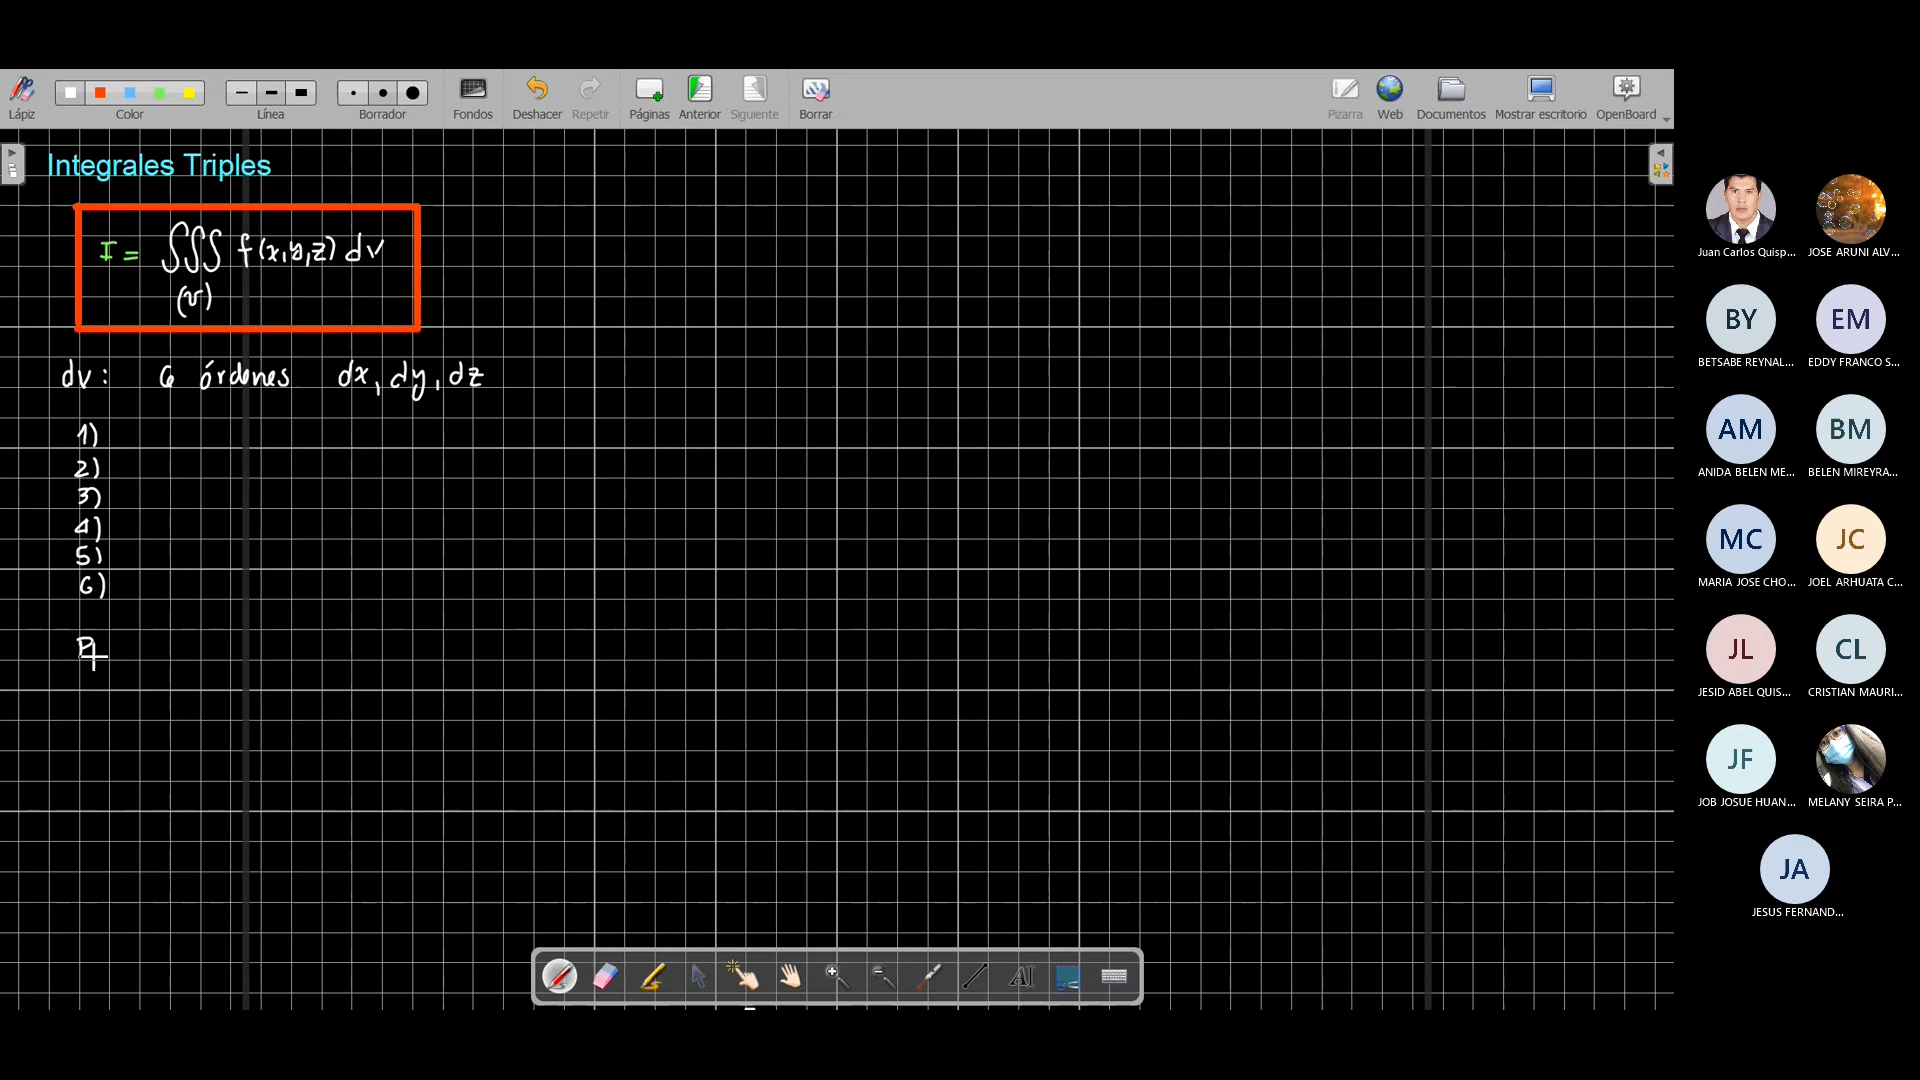 Lápiz
Color
Línea
Borrador
Fondos
Deshacer
Repetir
Páginas
Anterior
Siguiente
Borrar
Pizarra
Web
Documentos
Mostrar escritorio
OpenBoard
Integrales Triples
I = ∫∫∫ f(x,y,z) dv
(v)
dv: 6 órdenes dx, dy, dz
1)
2)
3)
4)
5)
6)
P
AI
Juan Carlos Quisp...
JOSE ARUNI ALV...
BY
BETSABE REYNAL...
EM
EDDY FRANCO S...
AM
ANIDA BELEN ME...
BM
BELEN MIREYRA...
MC
MARIA JOSE CHO...
JC
JOEL ARHUATA C...
JL
JESID ABEL QUIS...
CL
CRISTIAN MAURI...
JF
JOB JOSUE HUAN...
MELANY SEIRA P...
JA
JESUS FERNAND...